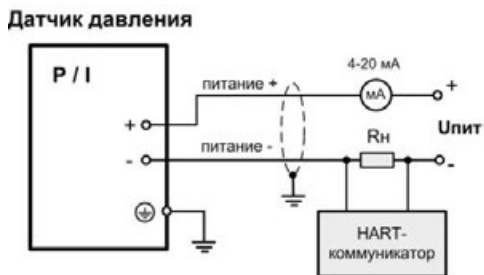 Датчик давления
P / I
4-20 мА
питание +
мА
+
+
Rн
Uпит
-
питание -
-
HART-
коммуникатор